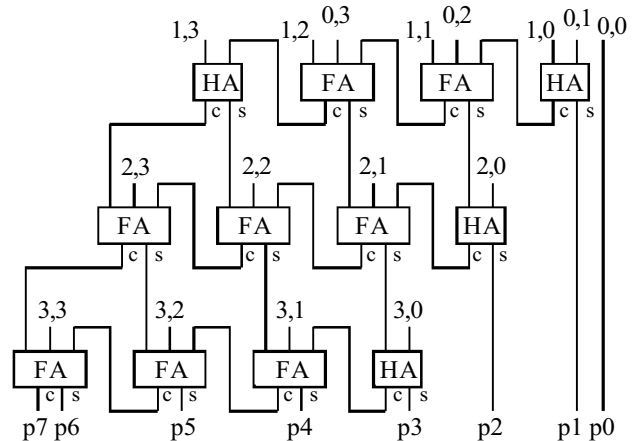 1,3 1,2 0,3 1,1 0,2 1,0 0,1 0,0
HA FA FA HA
c s c s c s c s
2,3 2,2 2,1 2,0
FA FA FA HA
c s c s c s c s
3,3 3,2 3,1 3,0
FA FA FA HA
c s c s c s c s
p7 p6 p5 p4 p3 p2 p1 p0